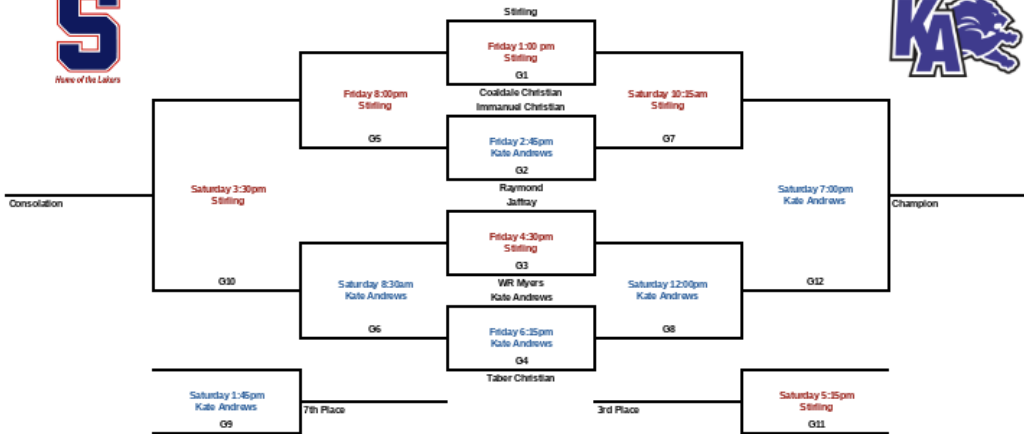 S
Home of the Lakers
KA
Stirling
Friday 1:00 pm
Stirling
G1
Coaldale Christian
Immanuel Christian
Friday 2:45pm
Kate Andrews
G2
Raymond
Jaffray
Friday 4:30pm
Stirling
G3
WR Myers
Kate Andrews
Friday 6:15pm
Kate Andrews
G4
Taber Christian
Friday 8:00pm
Stirling
G5
Saturday 8:30am
Kate Andrews
G6
Saturday 10:15am
Stirling
G7
Saturday 12:00pm
Kate Andrews
G8
Saturday 3:30pm
Stirling
G10
Consolation
Saturday 7:00pm
Kate Andrews
G12
Champion
Saturday 1:45pm
Kate Andrews
G9
7th Place
3rd Place
Saturday 5:15pm
Stirling
G11